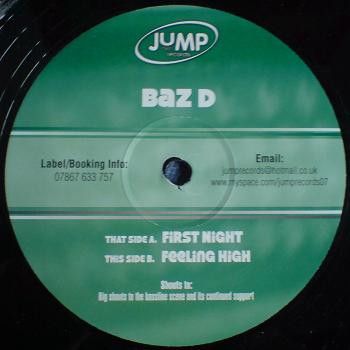 JUMP
records
BAZ D
Label/Booking Info:
07867 633 757
Email:
jumprecords@hotmail.co.uk
www.myspace.com/jumprecords07
THAT SIDE A. FIRST NIGHT
THIS SIDE B. FEELING HIGH
Shouts to:
Big shouts to the bassline scene and its continued support